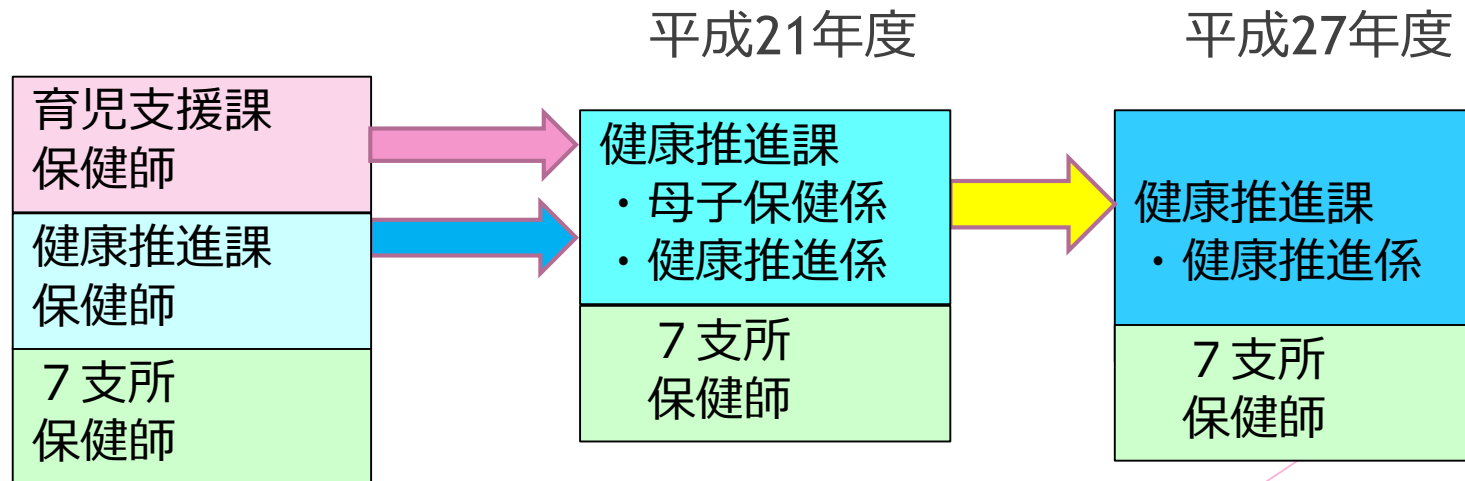 平成21年度
平成27年度
育児支援課
保健師
健康推進課
保健師
７支所
保健師
健康推進課
・母子保健係
・健康推進係
７支所
保健師
健康推進課
・健康推進係
７支所
保健師